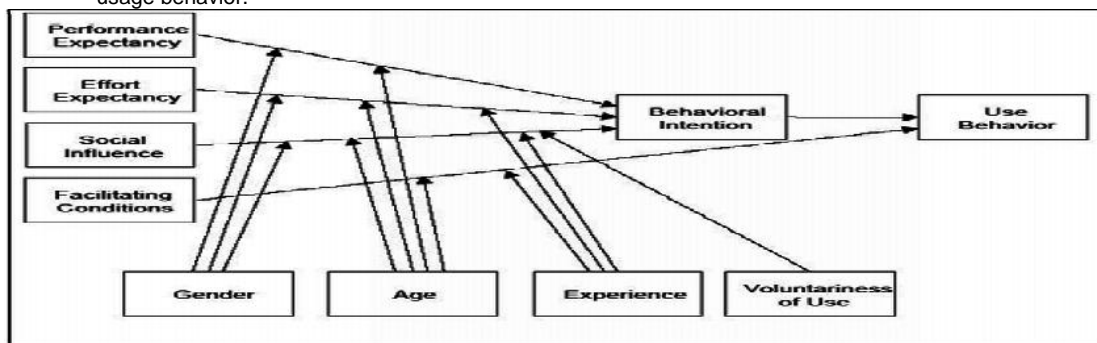 usage behavior.
Performance
Expectancy
Effort
Expectancy
Social
Influence
Facilitating
Conditions
Behavioral
Intention
Use
Behavior
Gender
Age
Experience
Voluntariness
of Use